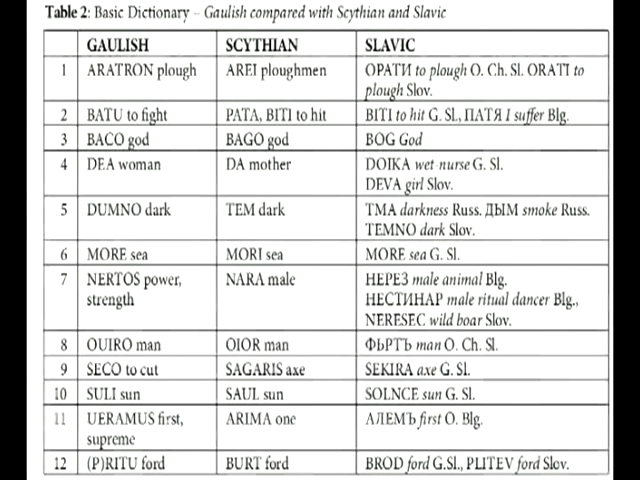 Table 2: Basic Dictionary – Gaulish compared with Scythian and Slavic
GAULISH SCYTHIAN SLAVIC
1 ARATRON plough AREI ploughmen ОРАТИ to plough O. Ch. Sl. ORATI to
plough Slov.
2 BATU to fight PATA, BITI to hit BITI to hit G. Sl., ПАТЯ I suffer Blg.
3 BACO god BAGO god BOG God
4 DEA woman DA mother DOIKA wet-nurse G. Sl.
DEVA girl Slov.
5 DUMNO dark TEM dark TMA darkness Russ. ДЫМ smoke Russ.
TEMNO dark Slov.
6 MORE sea MORI sea MORE sea G. Sl.
7 NERTOS power, NARA male НЕРЕЗ male animal Blg.
strength НЕСТИНАР male ritual dancer Blg.,
NERESEC wild boar Slov.
8 OUIRO man OIOR man ФЬРТЪ man O. Ch. Sl.
9 SECO to cut SAGARIS axe SEKIRA axe G. Sl.
10 SULI sun SAUL sun SOLNCE sun G. Sl.
11 UERAMUS first, ARIMA one АЛЕМЪ first O. Blg.
supreme
12 (P)RITU ford BURT ford BROD ford G.Sl., PLITEV ford Slov.